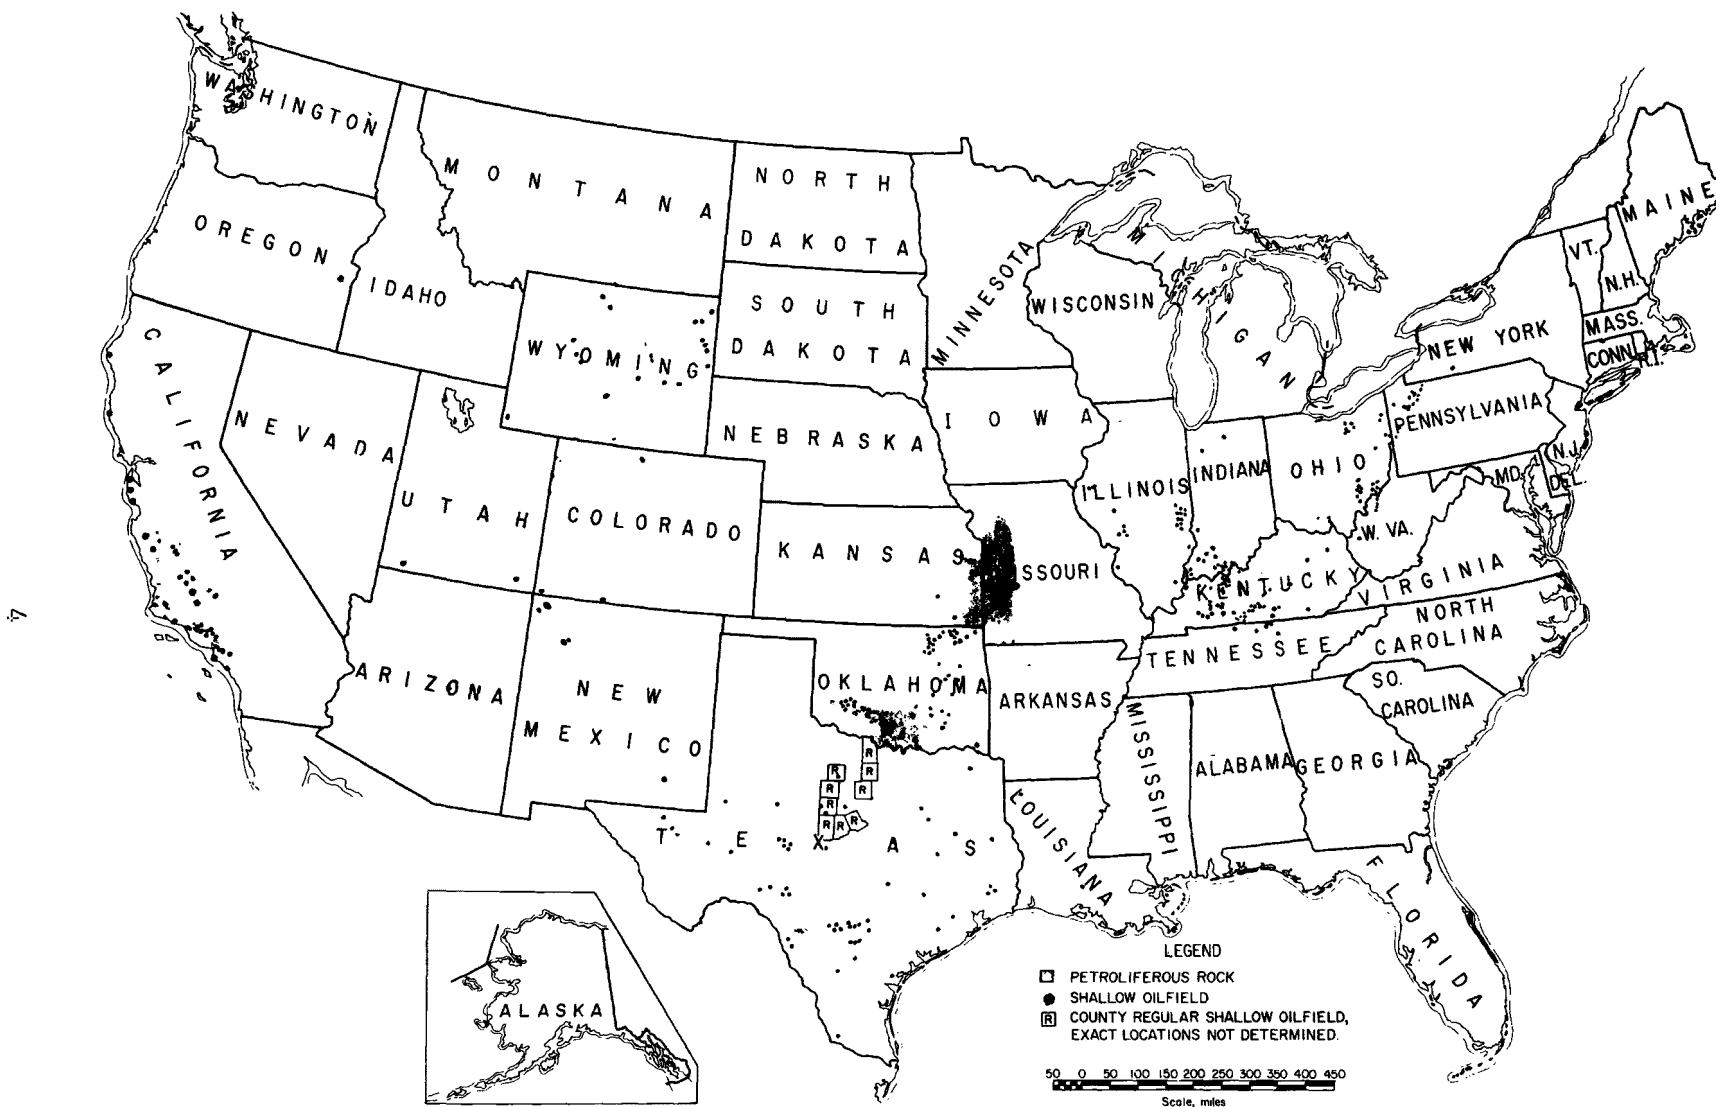 WASHINGTON
MONTANA
NORTH
DAKOTA
MINNESOTA
MICHIGAN
MAINE
VT.
N.H.
OREGON
IDAHO
WYOMING
SOUTH
DAKOTA
WISCONSIN
NEW YORK
MASS.
CONN.
R.I.
CALIFORNIA
NEVADA
UTAH
COLORADO
NEBRASKA
IOWA
ILLINOIS
INDIANA
OHIO
PENNSYLVANIA
N.J.
MD.
DEL.
W. VA.
KANSAS
SSOURI
KENTUCKY
VIRGINIA
NORTH
CAROLINA
TENNESSEE
ARIZONA
NEW
MEXICO
OKLAHOMA
ARKANSAS
SO.
CAROLINA
MISSISSIPPI
ALABAMA
GEORGIA
R
R
R
R
R
R
R
R
R
TEXAS
LOUISIANA
FLORIDA
ALASKA
LEGEND
PETROLIFEROUS ROCK
SHALLOW OILFIELD
R COUNTY REGULAR SHALLOW OILFIELD,
EXACT LOCATIONS NOT DETERMINED.
50 0 50 100 150 200 250 300 350 400 450
Scale, miles